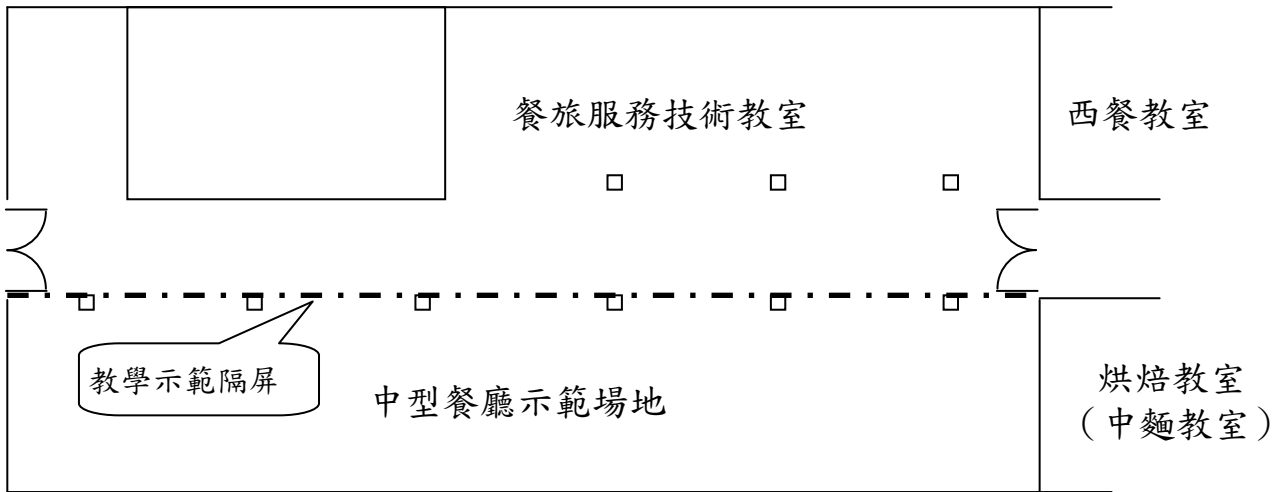 餐旅服務技術教室
西餐教室
教學示範隔屏
中型餐廳示範場地
烘焙教室
（中麵教室）